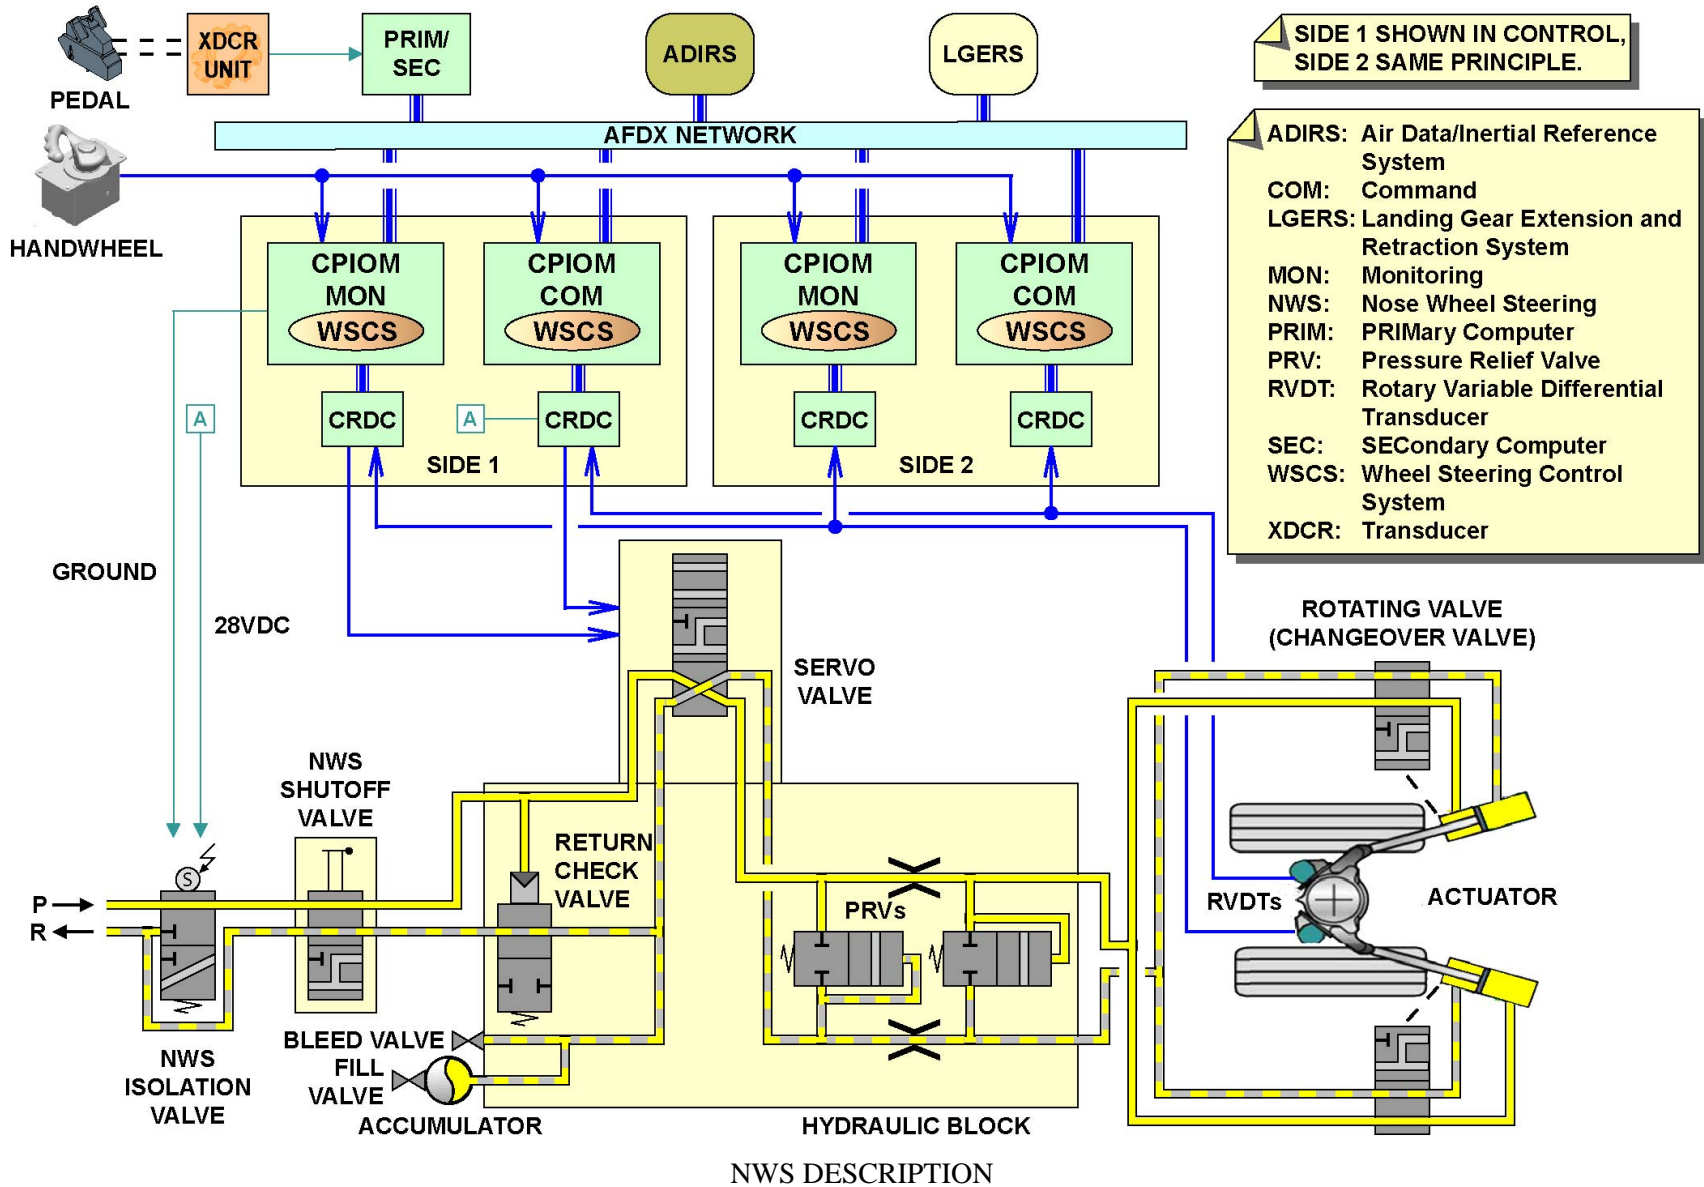 PEDAL
XDCR
UNIT
PRIM/
SEC
ADIRS
LGERS
SIDE 1 SHOWN IN CONTROL,
SIDE 2 SAME PRINCIPLE.
AFDX NETWORK
HANDWHEEL
ADIRS: Air Data/Inertial Reference
System
COM: Command
LGERS: Landing Gear Extension and
Retraction System
MON: Monitoring
NWS: Nose Wheel Steering
PRIM: PRIMary Computer
PRV: Pressure Relief Valve
RVDT: Rotary Variable Differential
Transducer
SEC: SECondary Computer
WSCS: Wheel Steering Control
System
XDCR: Transducer
CPIOM
MON
WSCS
CPIOM
COM
WSCS
CPIOM
MON
WSCS
CPIOM
COM
WSCS
A
CRDC
A
CRDC
CRDC
CRDC
SIDE 1
SIDE 2
GROUND
28VDC
SERVO
VALVE
ROTATING VALVE
(CHANGEOVER VALVE)
NWS
SHUTOFF
VALVE
RETURN
CHECK
VALVE
S
P
R
PRVs
RVDTs
ACTUATOR
BLEED VALVE
FILL
VALVE
NWS
ISOLATION
VALVE
ACCUMULATOR
HYDRAULIC BLOCK
NWS DESCRIPTION